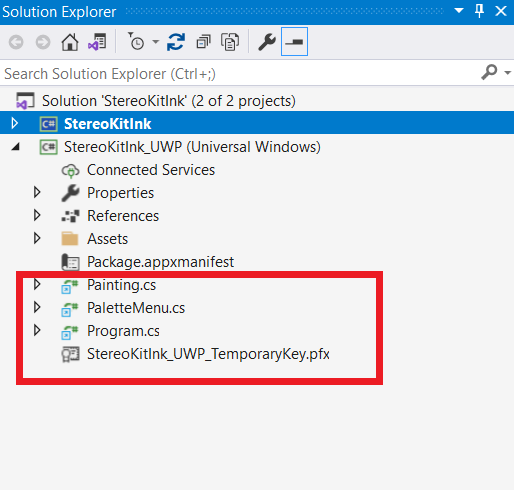 Solution Explorer
Search Solution Explorer (Ctrl+;)
Solution 'StereoKitInk' (2 of 2 projects)
C# StereoKitInk
C# StereoKitInk_UWP (Universal Windows)
Connected Services
Properties
References
Assets
Package.appxmanifest
Painting.cs
PaletteMenu.cs
Program.cs
StereoKitInk_UWP_TemporaryKey.pfx